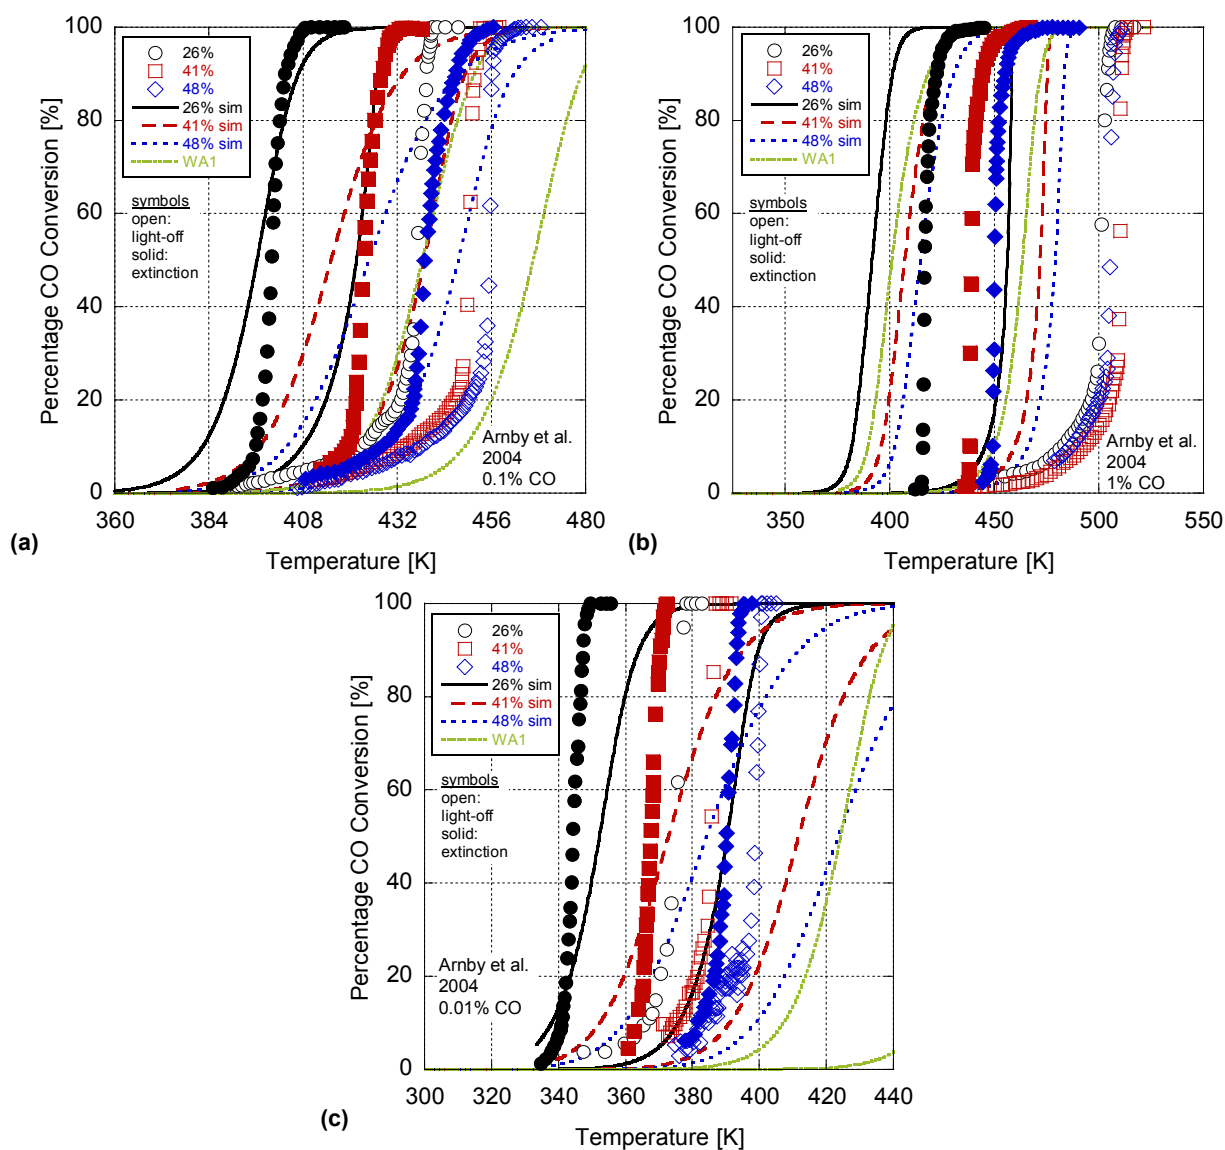 100
80
60
40
20
0
Percentage CO Conversion [%]
26%
41%
48%
26% sim
41% sim
48% sim
WA1
symbols
open:
light-off
solid:
extinction
Arnby et al.
2004
0.1% CO
360 384 408 432 456 480
Temperature [K]
(a)
100
80
60
40
20
0
Percentage CO Conversion [%]
26%
41%
48%
26% sim
41% sim
48% sim
WA1
symbols
open:
light-off
solid:
extinction
Arnby et al.
2004
1% CO
350 400 450 500 550
Temperature [K]
(b)
100
80
60
40
20
0
Percentage CO Conversion [%]
26%
41%
48%
26% sim
41% sim
48% sim
WA1
symbols
open:
light-off
solid:
extinction
Arnby et al.
2004
0.01% CO
300 320 340 360 380 400 420 440
Temperature [K]
(c)